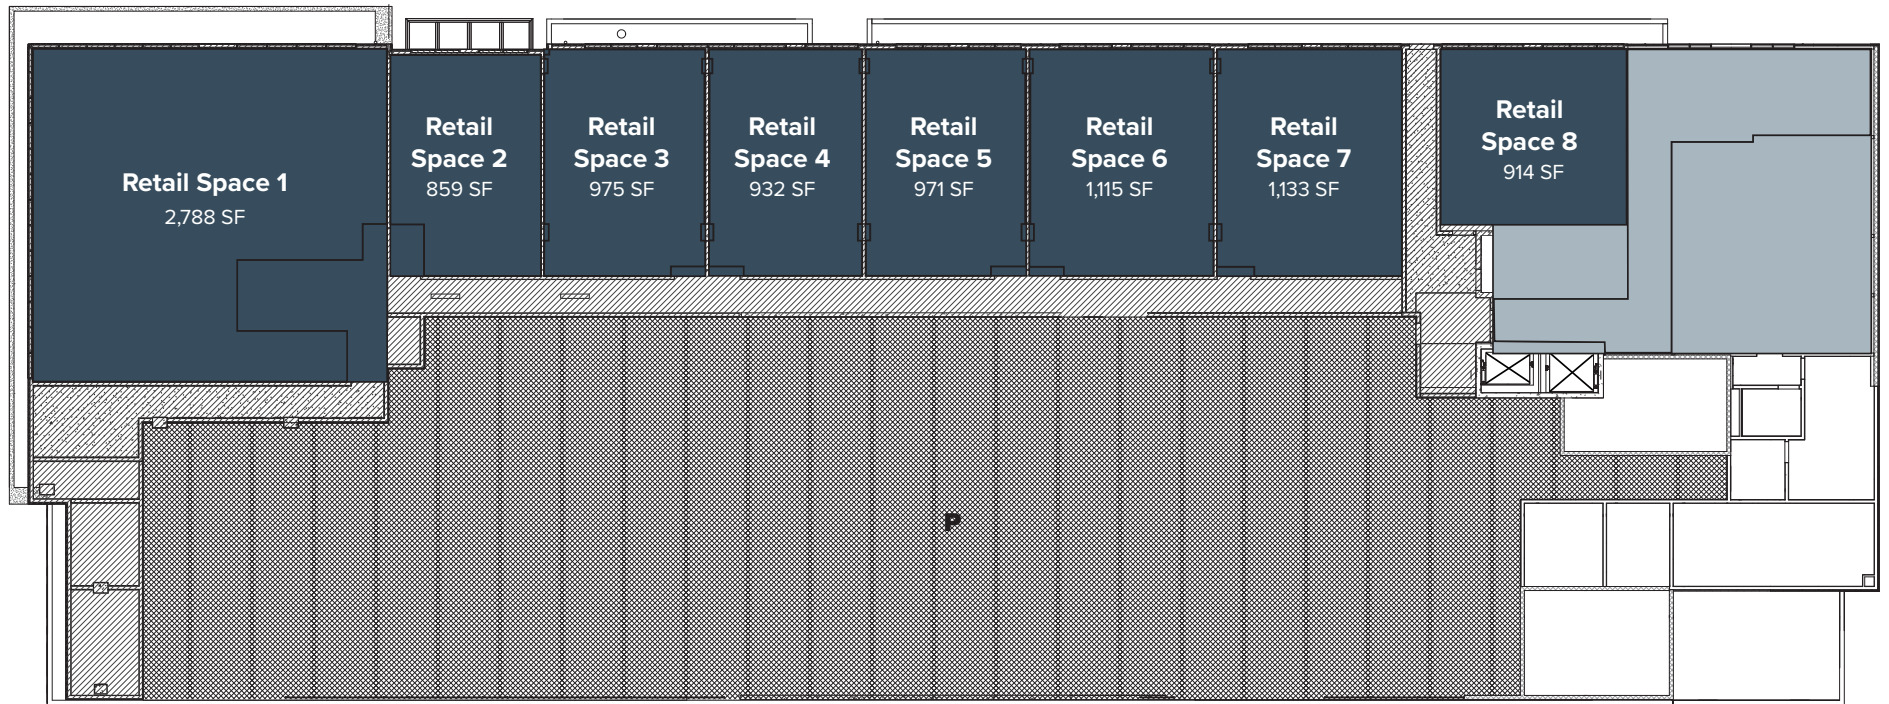 Retail Space 1
2,788 SF
Retail
Space 2
859 SF
Retail
Space 3
975 SF
Retail
Space 4
932 SF
Retail
Space 5
971 SF
Retail
Space 6
1,115 SF
Retail
Space 7
1,133 SF
Retail
Space 8
914 SF
P